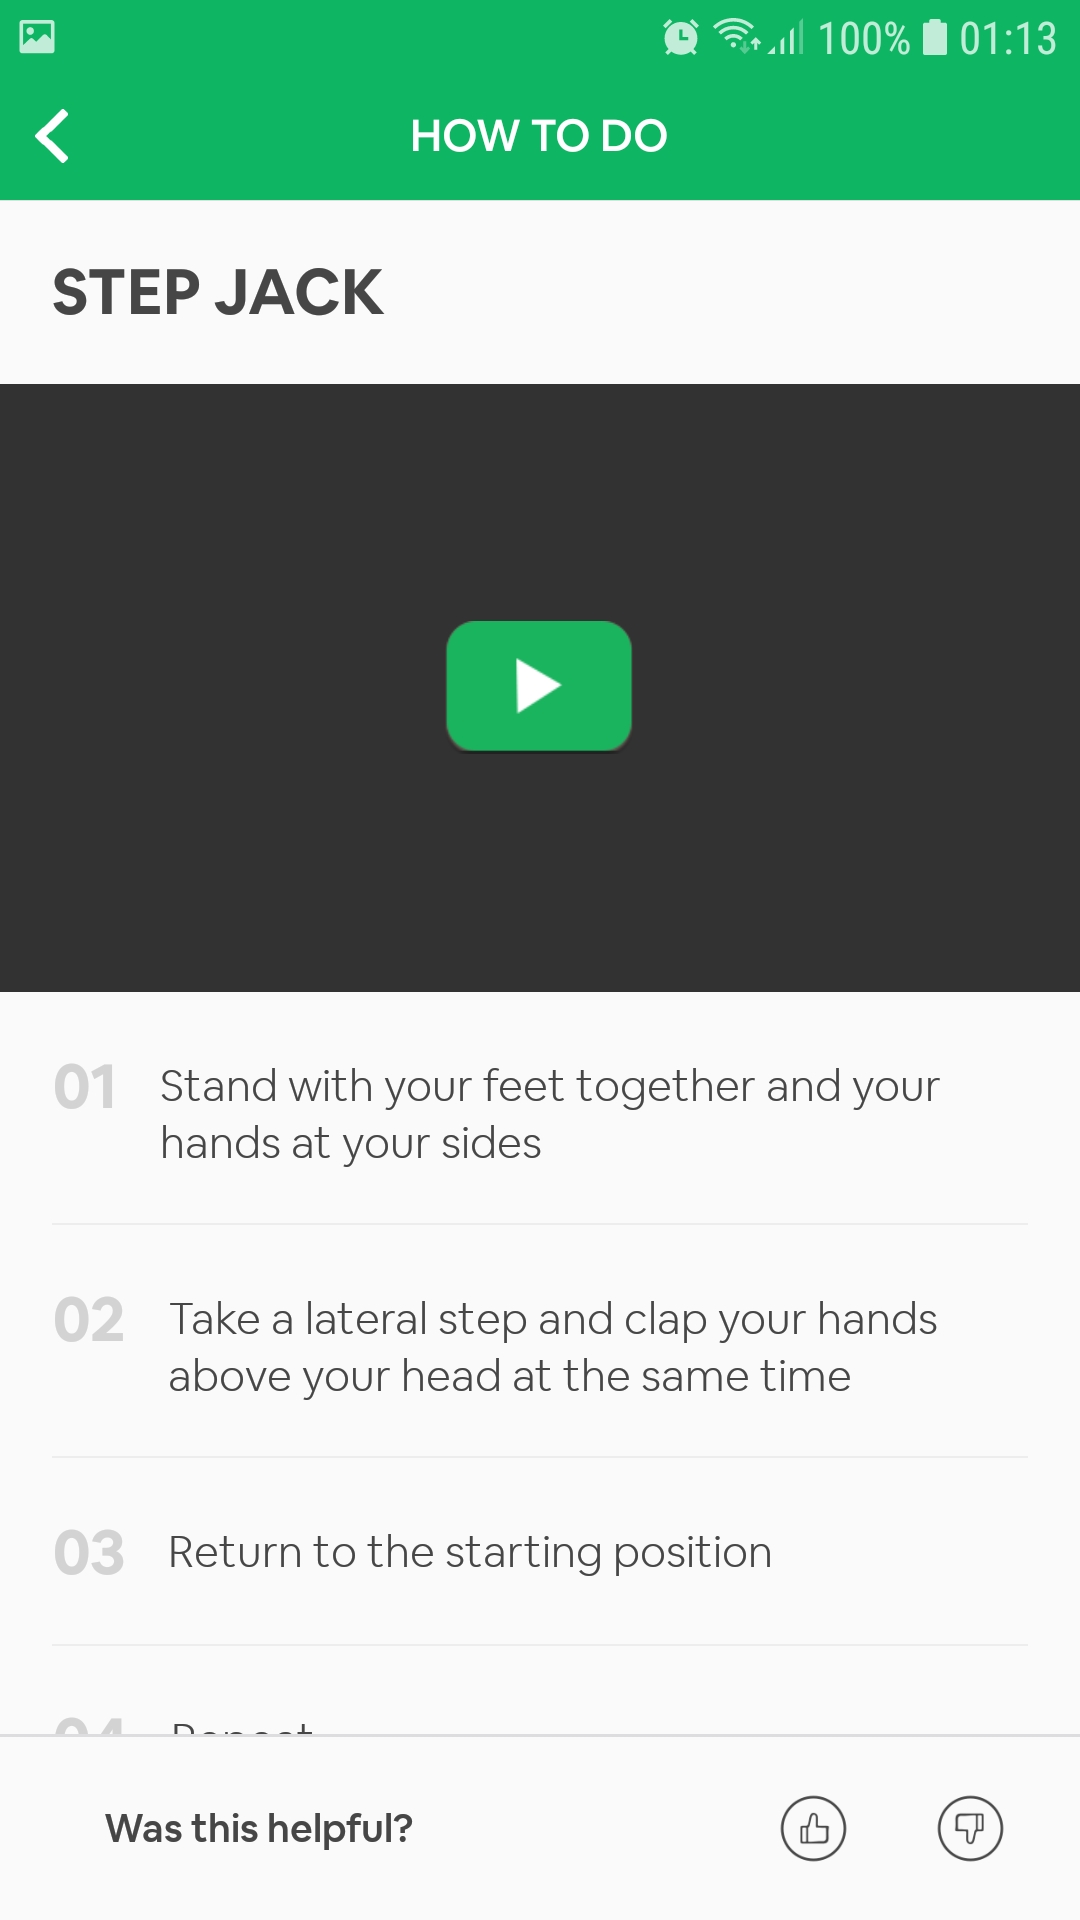 100% 01:13
HOW TO DO
STEP JACK
01 Stand with your feet together and your
hands at your sides
02 Take a lateral step and clap your hands
above your head at the same time
03 Return to the starting position
04 Repeat
Was this helpful?